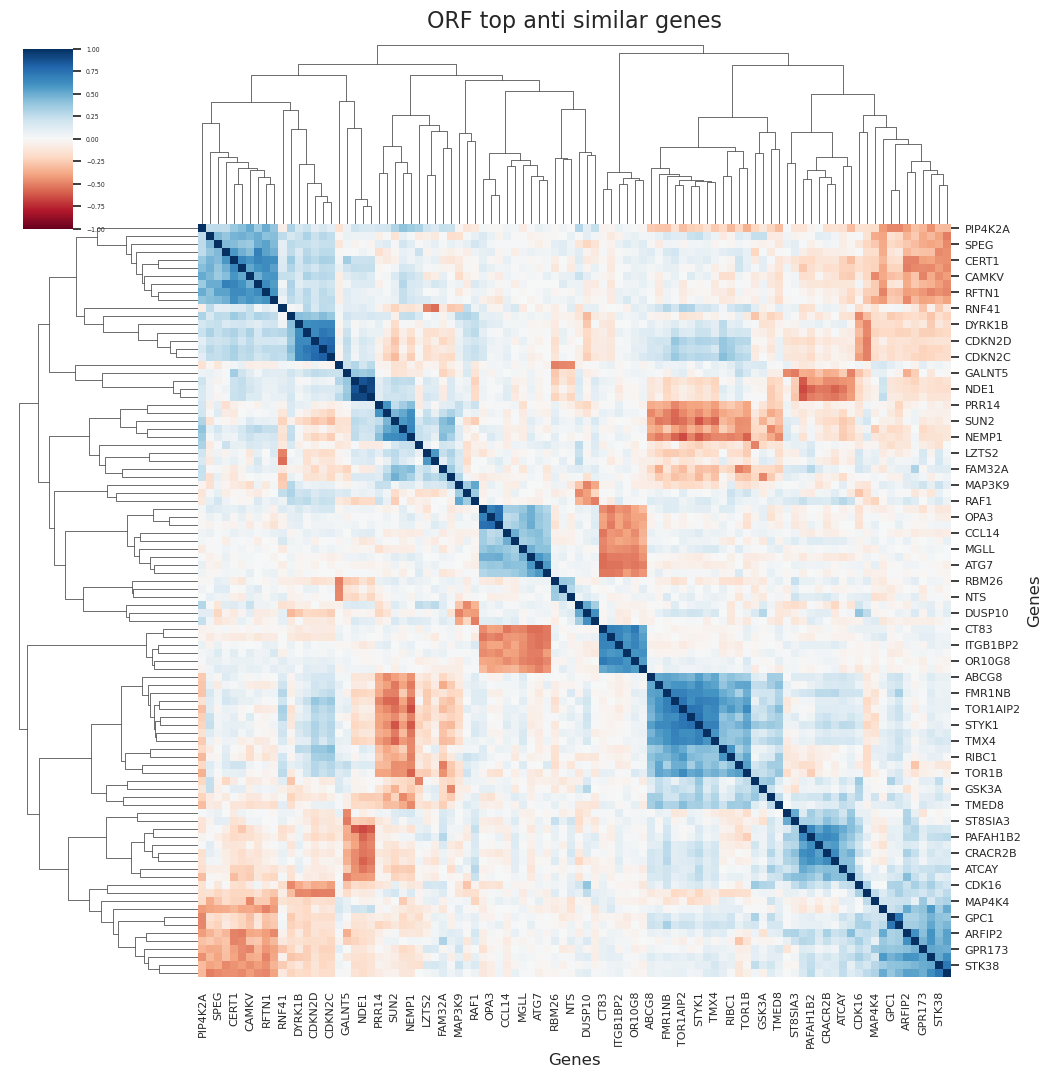 ORF top anti similar genes
1.00
0.75
0.50
0.25
0.00
−0.25
−0.50
−0.75
−1.00
PIP4K2A
SPEG
CERT1
CAMKV
RFTN1
RNF41
DYRK1B
CDKN2D
CDKN2C
GALNT5
NDE1
PRR14
SUN2
NEMP1
LZTS2
FAM32A
MAP3K9
RAF1
OPA3
CCL14
MGLL
ATG7
RBM26
NTS
DUSP10
CT83
ITGB1BP2
OR10G8
ABCG8
FMR1NB
TOR1AIP2
STYK1
TMX4
RIBC1
TOR1B
GSK3A
TMED8
ST8SIA3
PAFAH1B2
CRACR2B
ATCAY
CDK16
MAP4K4
GPC1
ARFIP2
GPR173
STK38
Genes
PIP4K2A
SPEG
CERT1
CAMKV
RFTN1
RNF41
DYRK1B
CDKN2D
CDKN2C
GALNT5
NDE1
PRR14
SUN2
NEMP1
LZTS2
FAM32A
MAP3K9
RAF1
OPA3
CCL14
MGLL
ATG7
RBM26
NTS
DUSP10
CT83
ITGB1BP2
OR10G8
ABCG8
FMR1NB
TOR1AIP2
STYK1
TMX4
RIBC1
TOR1B
GSK3A
TMED8
ST8SIA3
PAFAH1B2
CRACR2B
ATCAY
CDK16
MAP4K4
GPC1
ARFIP2
GPR173
STK38
Genes